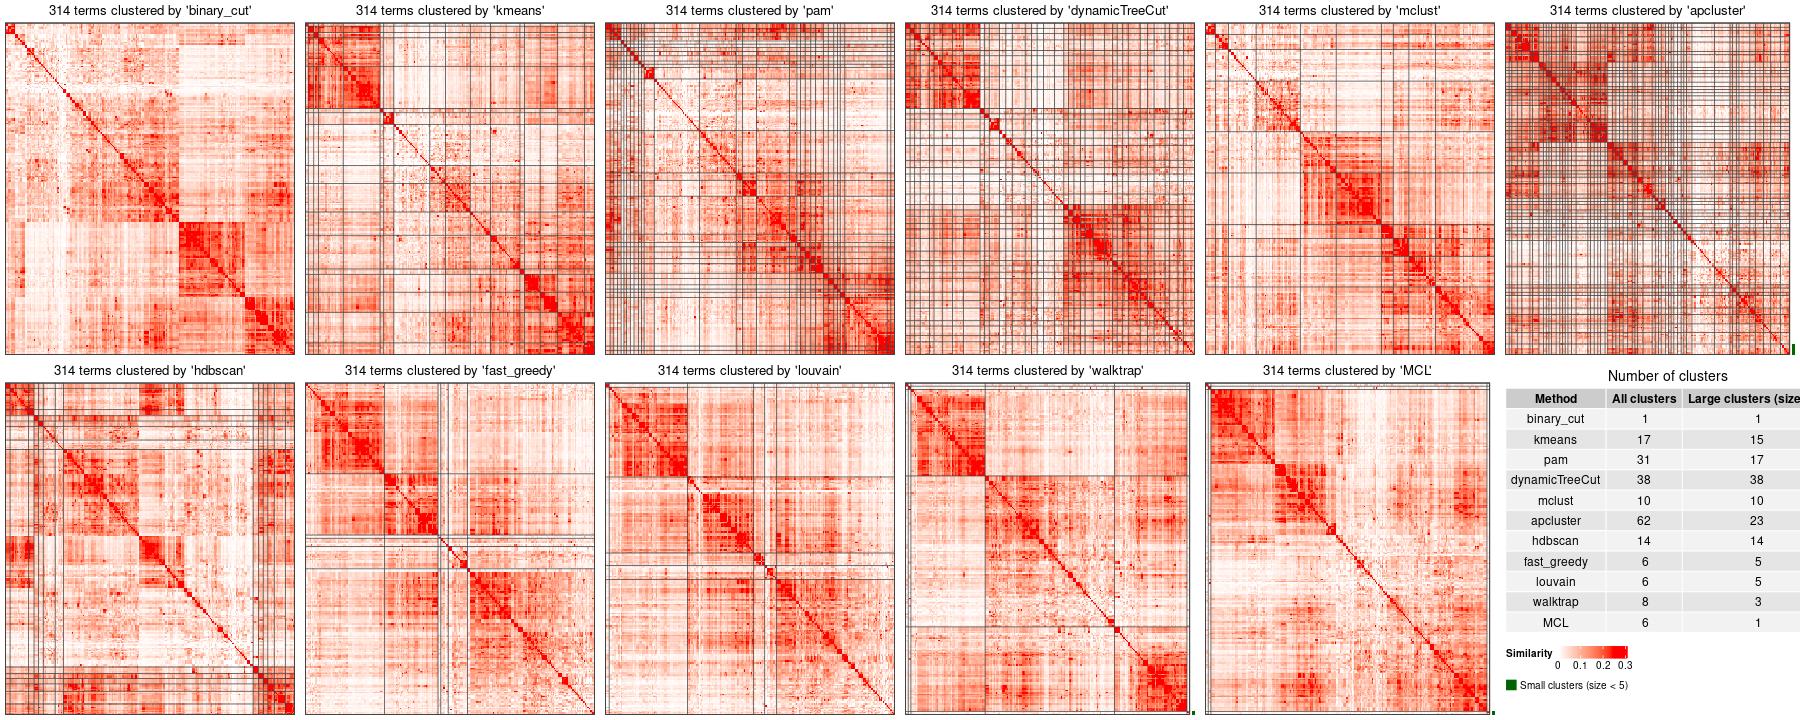 314 terms clustered by 'binary_cut'
314 terms clustered by 'kmeans'
314 terms clustered by 'pam'
314 terms clustered by 'dynamicTreeCut'
314 terms clustered by 'mclust'
314 terms clustered by 'apcluster'
314 terms clustered by 'hdbscan'
314 terms clustered by 'fast_greedy'
314 terms clustered by 'louvain'
314 terms clustered by 'walktrap'
314 terms clustered by 'MCL'
Number of clusters
Method All clusters Large clusters (size
binary_cut 1 1
kmeans 17 15
pam 31 17
dynamicTreeCut 38 38
mclust 10 10
apcluster 62 23
hdbscan 14 14
fast_greedy 6 5
louvain 6 5
walktrap 8 3
MCL 6 1
Similarity
0 0.1 0.2 0.3
Small clusters (size < 5)